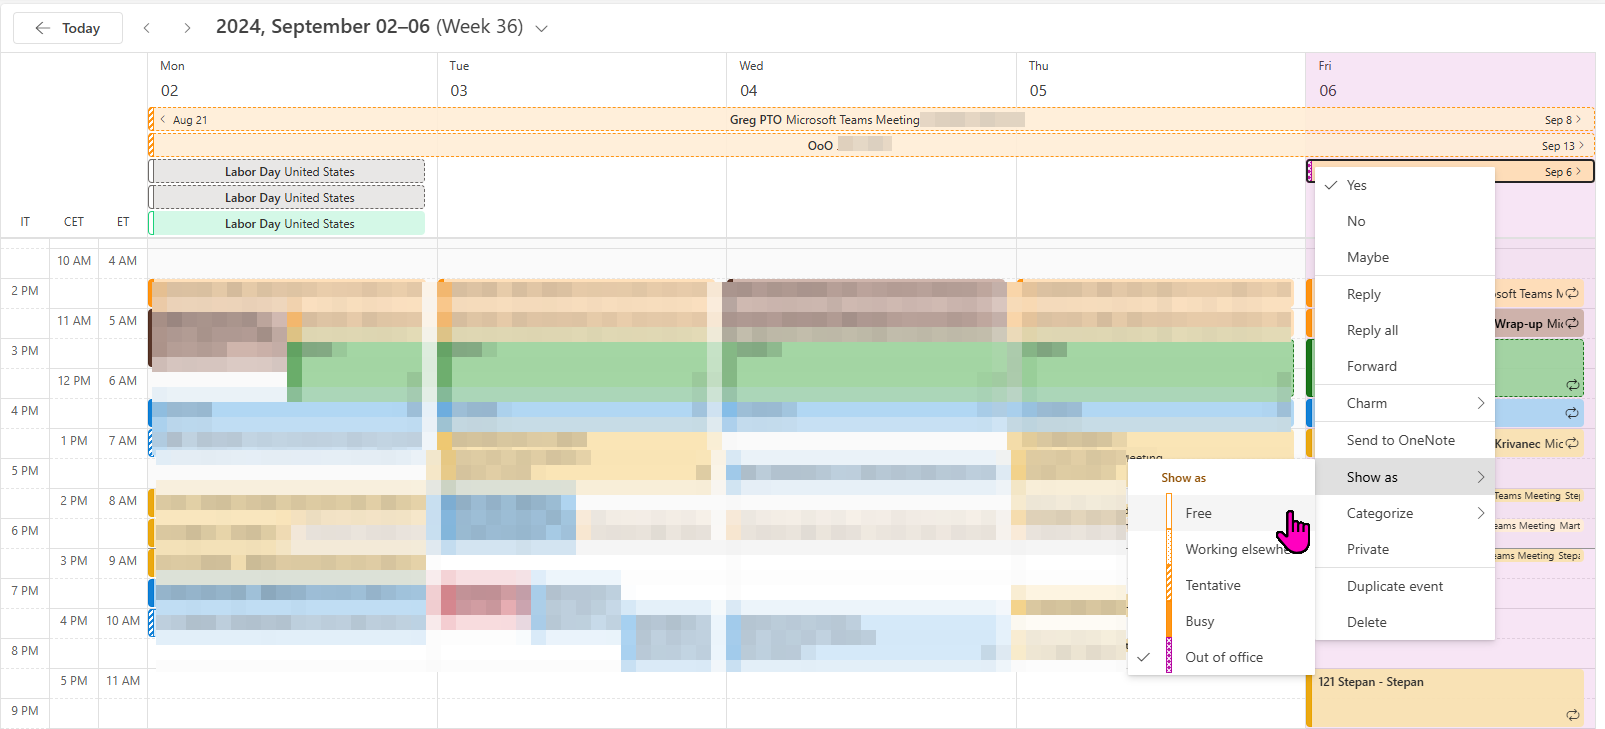 Today
2024, September 02–06 (Week 36)
Mon
Tue
Wed
Thu
Fri
02
03
04
05
06
Aug 21
Greg PTO Microsoft Teams Meeting
Sep 8
OoO
Sep 13
Labor Day United States
Sep 6
Labor Day United States
Labor Day United States
IT
CET
ET
10 AM
4 AM
2 PM
11 AM
5 AM
3 PM
12 PM
6 AM
4 PM
1 PM
7 AM
5 PM
2 PM
8 AM
6 PM
3 PM
9 AM
7 PM
4 PM
10 AM
8 PM
5 PM
11 AM
9 PM
Yes
No
Maybe
Reply
Reply all
Forward
Charm
Send to OneNote
Show as
Categorize
Private
Duplicate event
Delete
Show as
Free
Working elsewhe
Tentative
Busy
Out of office
soft Teams M
Wrap-up Mic
Krivanec Mic
Teams Meeting Step
eams Meeting Mart
eams Meeting Stepa
eeting
121 Stepan - Stepan